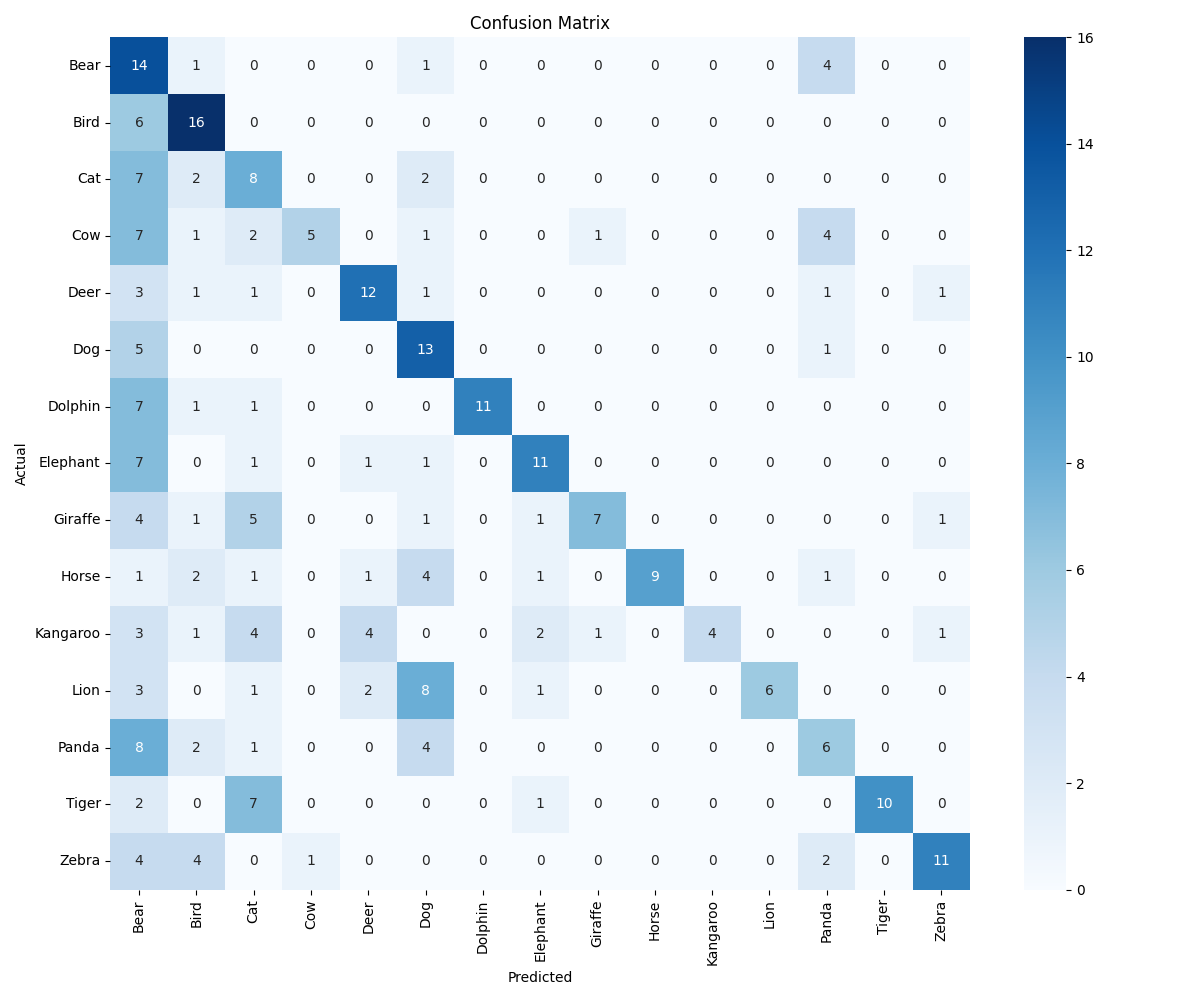 Confusion Matrix
Bear 14 1 0 0 0 1 0 0 0 0 0 0 4 0 0
Bird 6 16 0 0 0 0 0 0 0 0 0 0 0 0 0
Cat 7 2 8 0 0 2 0 0 0 0 0 0 0 0 0
Cow 7 1 2 5 0 1 0 0 1 0 0 0 4 0 0
Deer 3 1 1 0 12 1 0 0 0 0 0 0 1 0 1
Dog 5 0 0 0 0 13 0 0 0 0 0 0 1 0 0
Dolphin 7 1 1 0 0 0 11 0 0 0 0 0 0 0 0
Elephant 7 0 1 0 1 1 0 11 0 0 0 0 0 0 0
Giraffe 4 1 5 0 0 1 0 1 7 0 0 0 0 0 1
Horse 1 2 1 0 1 4 0 1 0 9 0 0 1 0 0
Kangaroo 3 1 4 0 4 0 0 2 1 0 4 0 0 0 1
Lion 3 0 1 0 2 8 0 1 0 0 0 6 0 0 0
Panda 8 2 1 0 0 4 0 0 0 0 0 0 6 0 0
Tiger 2 0 7 0 0 0 0 1 0 0 0 0 0 10 0
Zebra 4 4 0 1 0 0 0 0 0 0 0 0 2 0 11
Actual
Bear Bird Cat Cow Deer Dog Dolphin Elephant Giraffe Horse Kangaroo Lion Panda Tiger Zebra
Predicted
16
14
12
10
8
6
4
2
0